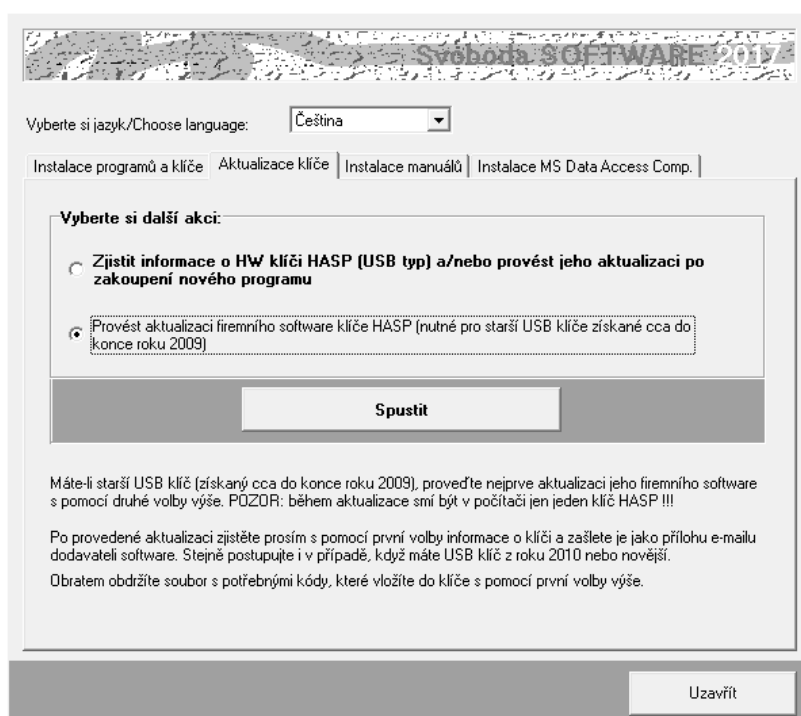 Svoboda SOFTWARE 2017
Vyberte si jazyk/Choose language: Čeština
Instalace programů a klíče Aktualizace klíče Instalace manuálů Instalace MS Data Access Comp.
Vyberte si další akci:
Zjistit informace o HW klíči HASP (USB typ) a/nebo provést jeho aktualizaci po
zakoupení nového programu
Provést aktualizaci firemního software klíče HASP (nutné pro starší USB klíče získané cca do
konce roku 2009)
Spustit
Máte-li starší USB klíč (získaný cca do konce roku 2009), proveďte nejprve aktualizaci jeho firemního software
s pomocí druhé volby výše. POZOR: během aktualizace smí být v počítači jen jeden klíč HASP !!!
Po provedené aktualizaci zjistěte prosím s pomocí první volby informace o klíči a zašlete je jako přílohu e-mailu
dodavateli software. Stejně postupujte i v případě, když máte USB klíč z roku 2010 nebo novější.
Obratem obdržíte soubor s potřebnými kódy, které vložíte do klíče s pomocí první volby výše.
Uzavřít